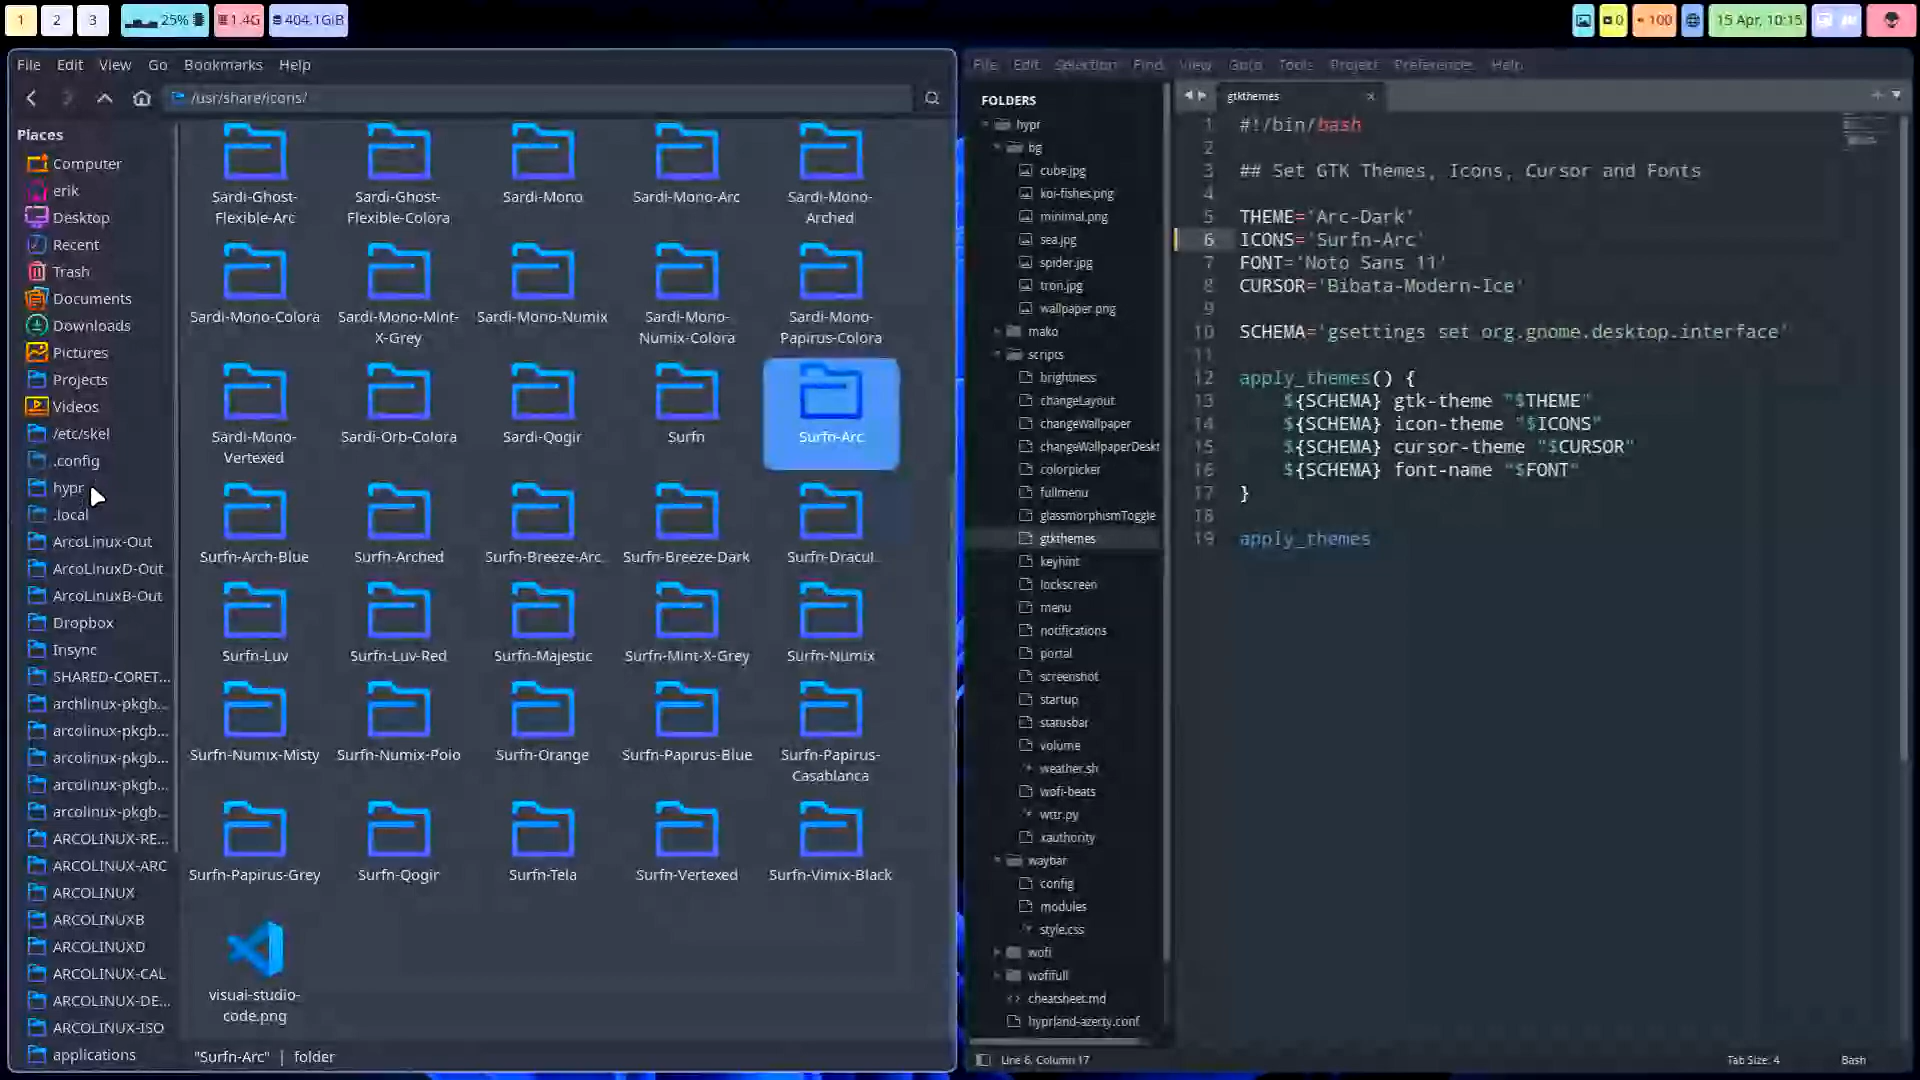 1 2 3 25% 1.4G 404.1GiB 0 100 15 Apr, 10:15
File Edit View Go Bookmarks Help
/usr/share/icons/
Places
Computer
erik
Desktop
Recent
Trash
Documents
Downloads
Pictures
Projects
Videos
/etc/skel
.config
hypr
.local
ArcoLinux-Out
ArcoLinuxD-Out
ArcoLinuxB-Out
Dropbox
Insync
SHARED-CORET...
archlinux-pkgb...
arcolinux-pkgb...
arcolinux-pkgb...
arcolinux-pkgb...
arcolinux-pkgb...
ARCOLINUX-RE...
ARCOLINUX-ARC
ARCOLINUX
ARCOLINUXB
ARCOLINUXD
ARCOLINUX-CAL
ARCOLINUX-DE...
ARCOLINUX-ISO
applications
Sardi-Ghost-Flexible-Arc
Sardi-Ghost-Flexible-Colora
Sardi-Mono
Sardi-Mono-Arc
Sardi-Mono-Arched
Sardi-Mono-Colora
Sardi-Mono-Mint-X-Grey
Sardi-Mono-Numix
Sardi-Mono-Numix-Colora
Sardi-Mono-Papirus-Colora
Sardi-Mono-Vertexed
Sardi-Orb-Colora
Sardi-Qogir
Surfn
Surfn-Arc
Surfn-Arch-Blue
Surfn-Arched
Surfn-Breeze-Arc
Surfn-Breeze-Dark
Surfn-Dracul
Surfn-Luv
Surfn-Luv-Red
Surfn-Majestic
Surfn-Mint-X-Grey
Surfn-Numix
Surfn-Numix-Misty
Surfn-Numix-Poio
Surfn-Orange
Surfn-Papirus-Blue
Surfn-Papirus-Casablanca
Surfn-Papirus-Grey
Surfn-Qogir
Surfn-Tela
Surfn-Vertexed
Surfn-Vimix-Black
visual-studio-code.png
"Surfn-Arc" | folder
File Edit Selection Find View Goto Tools Project Preferences Help
FOLDERS
hypr
bg
cube.jpg
koi-fishes.png
minimal.png
sea.jpg
spider.jpg
tron.jpg
wallpaper.png
mako
scripts
brightness
changeLayout
changeWallpaper
changeWallpaperDeskt
colorpicker
fullmenu
glassmorphismToggle
gtkthemes
keyhint
lockscreen
menu
notifications
portal
screenshot
startup
statusbar
volume
weather.sh
wofi-beats
wttr.py
xauthority
waybar
config
modules
style.css
wofi
wofifull
cheatsheet.md
hyprland-azerty.conf
gtkthemes
1 #!/bin/bash
2
3 ## Set GTK Themes, Icons, Cursor and Fonts
4
5 THEME='Arc-Dark'
6 ICONS='Surfn-Arc'
7 FONT='Noto Sans 11'
8 CURSOR='Bibata-Modern-Ice'
9
10 SCHEMA='gsettings set org.gnome.desktop.interface'
11
12 apply_themes() {
13 ${SCHEMA} gtk-theme "$THEME"
14 ${SCHEMA} icon-theme "$ICONS"
15 ${SCHEMA} cursor-theme "$CURSOR"
16 ${SCHEMA} font-name "$FONT"
17 }
18
19 apply_themes
Line 6, Column 17
Tab Size: 4
Bash